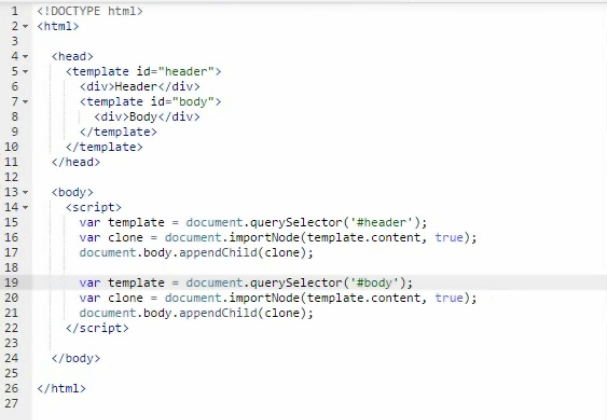 1 <!DOCTYPE html>
2 <html>
3
4 <head>
5 <template id="header">
6 <div>Header</div>
7 <template id="body">
8 <div>Body</div>
9 </template>
10 </template>
11 </head>
12
13 <body>
14 <script>
15 var template = document.querySelector('#header');
16 var clone = document.importNode(template.content, true);
17 document.body.appendChild(clone);
18
19 var template = document.querySelector('#body');
20 var clone = document.importNode(template.content, true);
21 document.body.appendChild(clone);
22 </script>
23
24 </body>
25
26 </html>
27